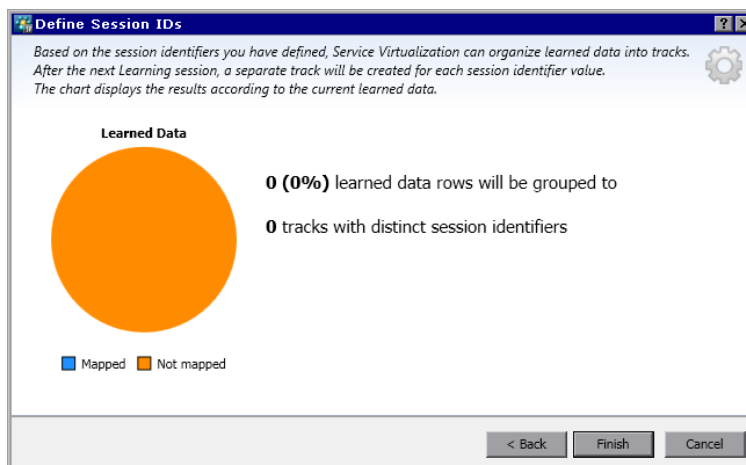 Define Session IDs
Based on the session identifiers you have defined, Service Virtualization can organize learned data into tracks.
After the next Learning session, a separate track will be created for each session identifier value.
The chart displays the results according to the current learned data.
Learned Data
0 (0%) learned data rows will be grouped to
0 tracks with distinct session identifiers
Mapped Not mapped
< Back Finish Cancel